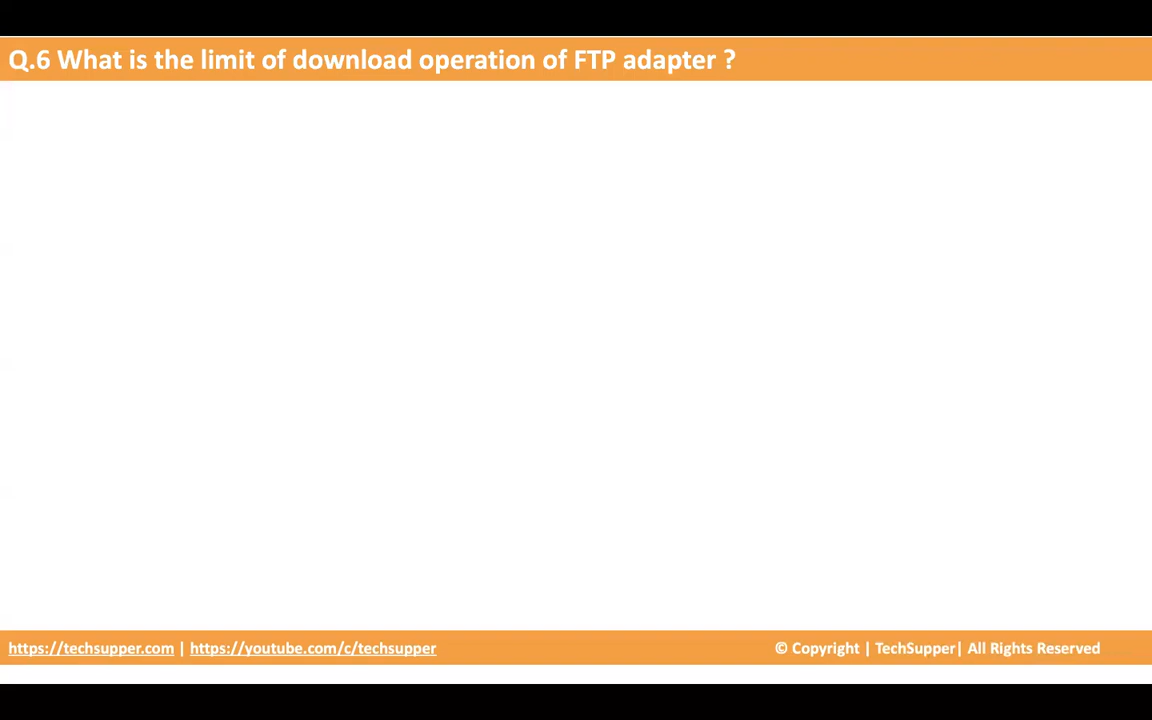 Q.6 What is the limit of download operation of FTP adapter ?
https://techsupper.com | https://youtube.com/c/techsupper
© Copyright | TechSupper| All Rights Reserved